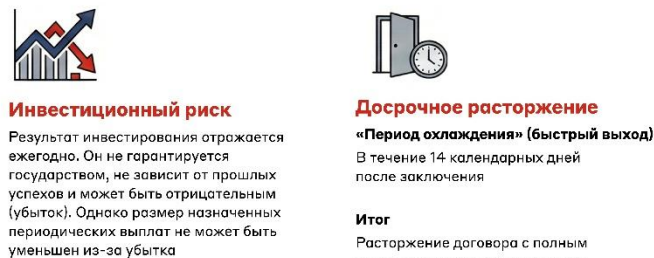 Инвестиционный риск
Результат инвестирования отражается
ежегодно. Он не гарантируется
государством, не зависит от прошлых
успехов и может быть отрицательным
(убыток). Однако размер назначенных
периодических выплат не может быть
уменьшен из-за убытка
Досрочное расторжение
«Период охлаждения» (быстрый выход)
В течение 14 календарных дней
после заключения
Итог
Расторжение договора с полным